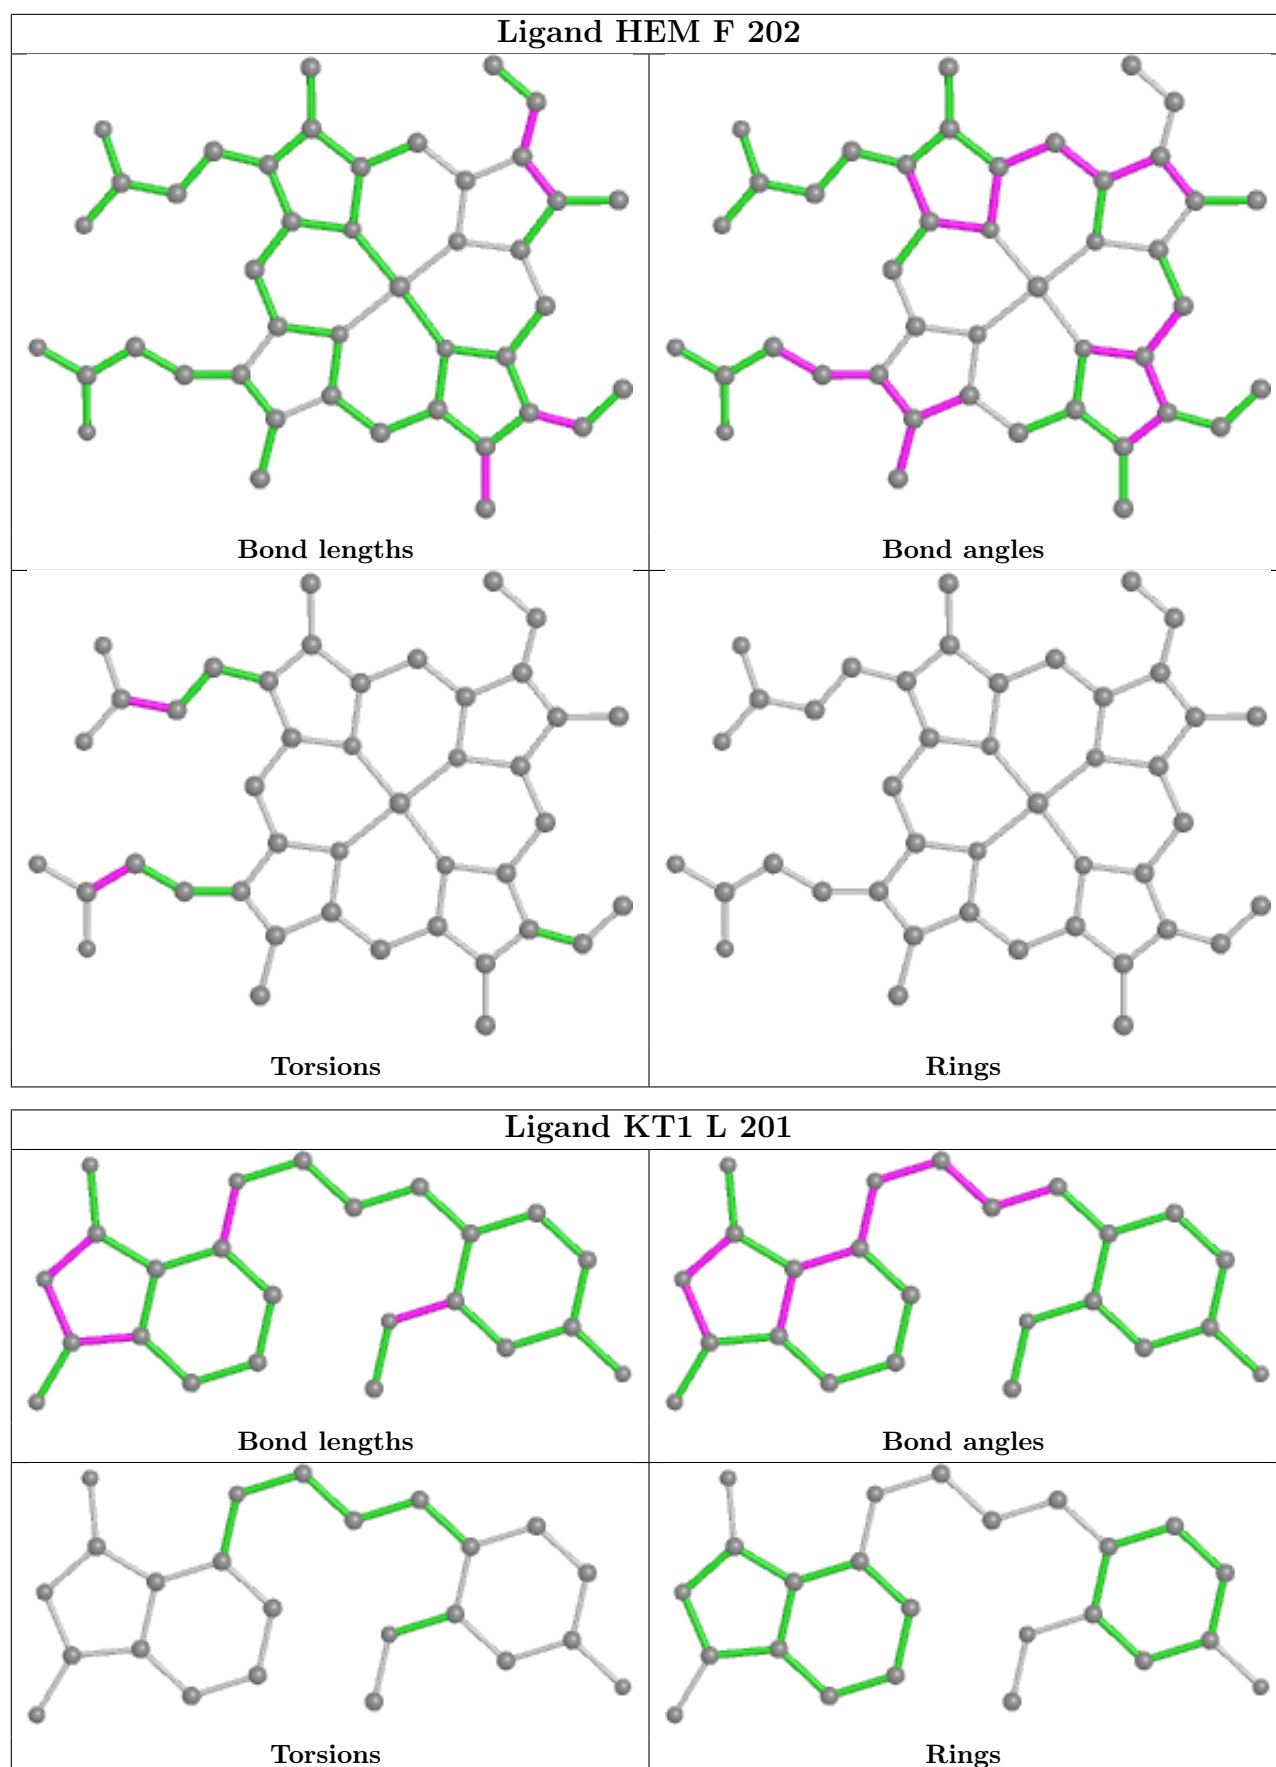 Ligand HEM F 202
Bond lengths
Bond angles
Torsions
Rings
Ligand KT1 L 201
Bond lengths
Bond angles
Torsions
Rings